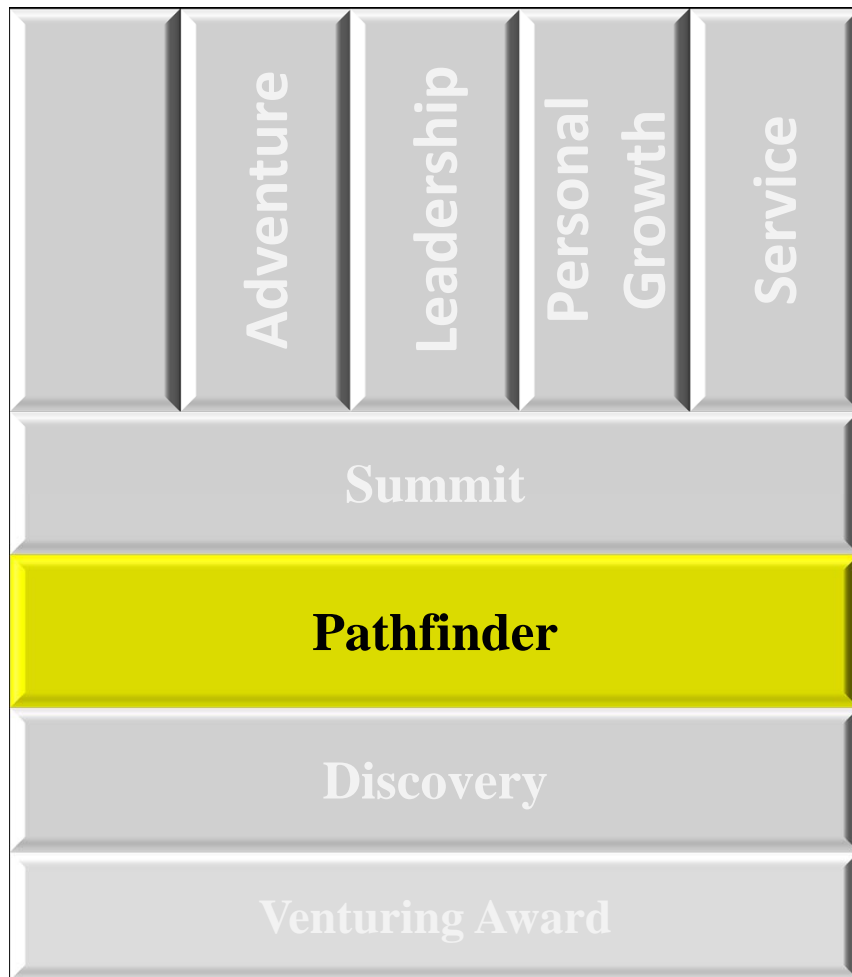 Adventure
Leadership
Personal
Growth
Service
Summit
Pathfinder
Discovery
Venturing Award